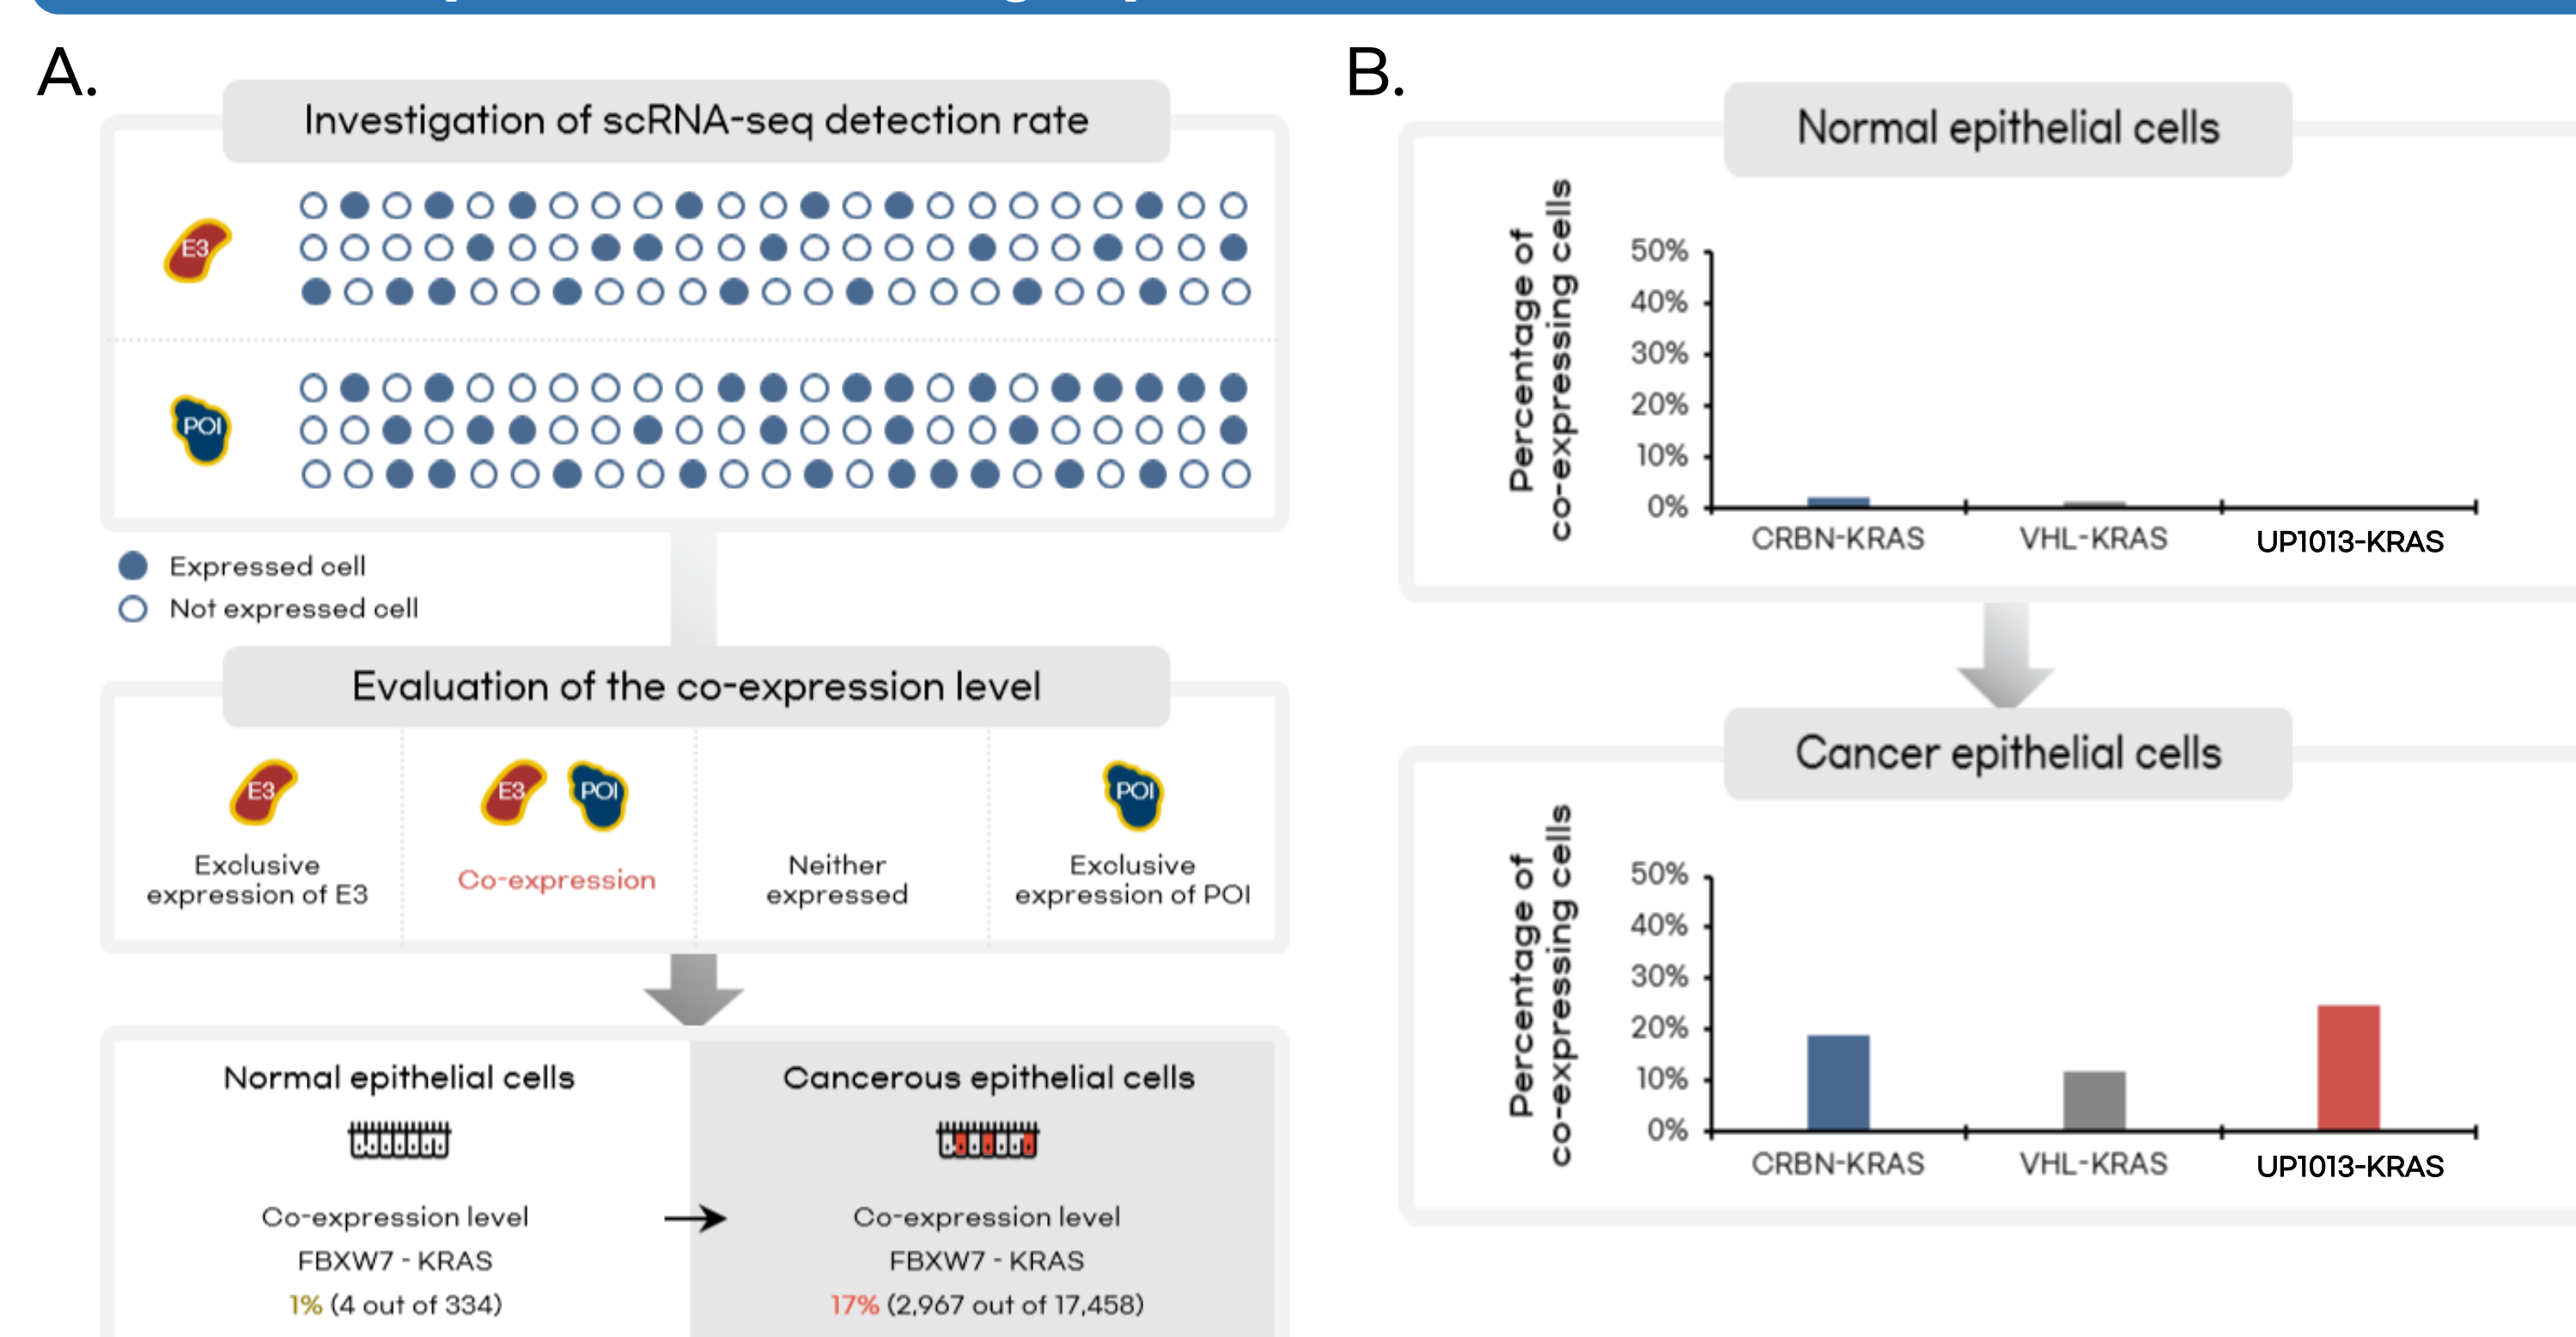 A.
Investigation of scRNA-seq detection rate
E3
POI
Expressed cell
Not expressed cell
Evaluation of the co-expression level
E3
E3 POI
POI
Exclusive
expression of E3
Co-expression
Neither
expressed
Exclusive
expression of POI
Normal epithelial cells
Co-expression level
FBXW7 - KRAS
1% (4 out of 334)
Cancerous epithelial cells
Co-expression level
FBXW7 - KRAS
17% (2,967 out of 17,458)
B.
Normal epithelial cells
Percentage of
co-expressing cells
50%
40%
30%
20%
10%
0%
CRBN-KRAS
VHL-KRAS
UP1013-KRAS
Cancer epithelial cells
Percentage of
co-expressing cells
50%
40%
30%
20%
10%
0%
CRBN-KRAS
VHL-KRAS
UP1013-KRAS